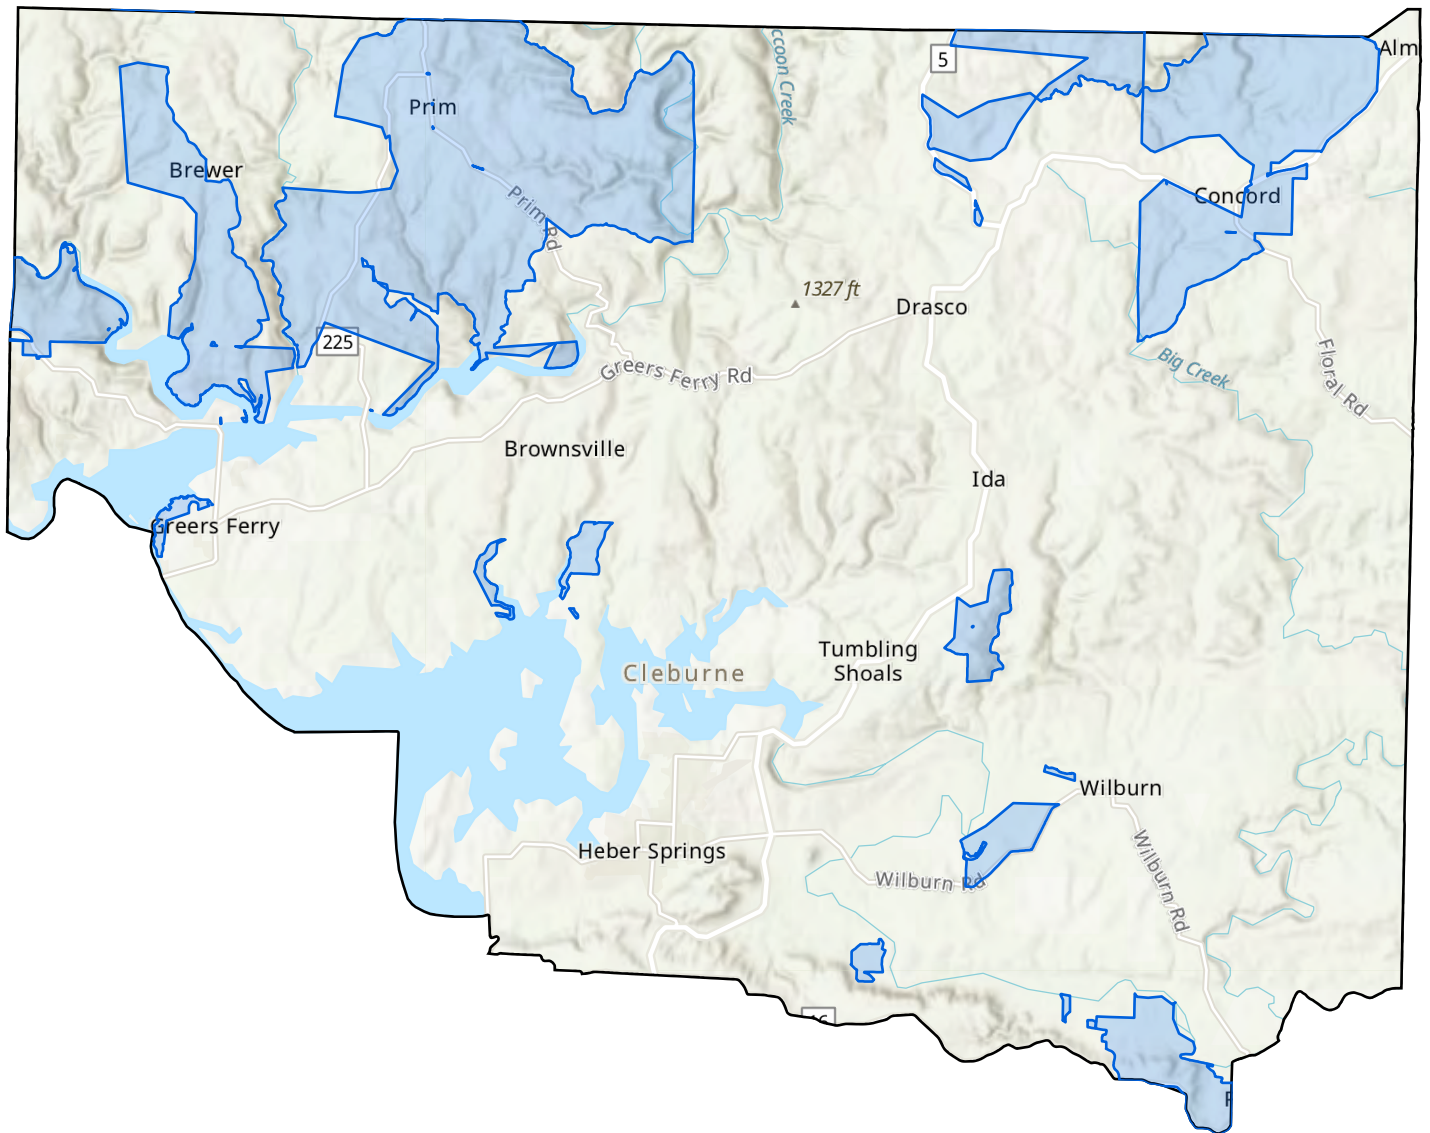 Alm
5
ccoon Creek
Prim
Brewer
Prim Rd
Concord
1327 ft
Drasco
225
Big Creek
Floral Rd
Greers Ferry Rd
Brownsville
Ida
Greers Ferry
Tumbling
Shoals
Cleburne
Wilburn
Heber Springs
Wilburn Rd
Wilburn Rd